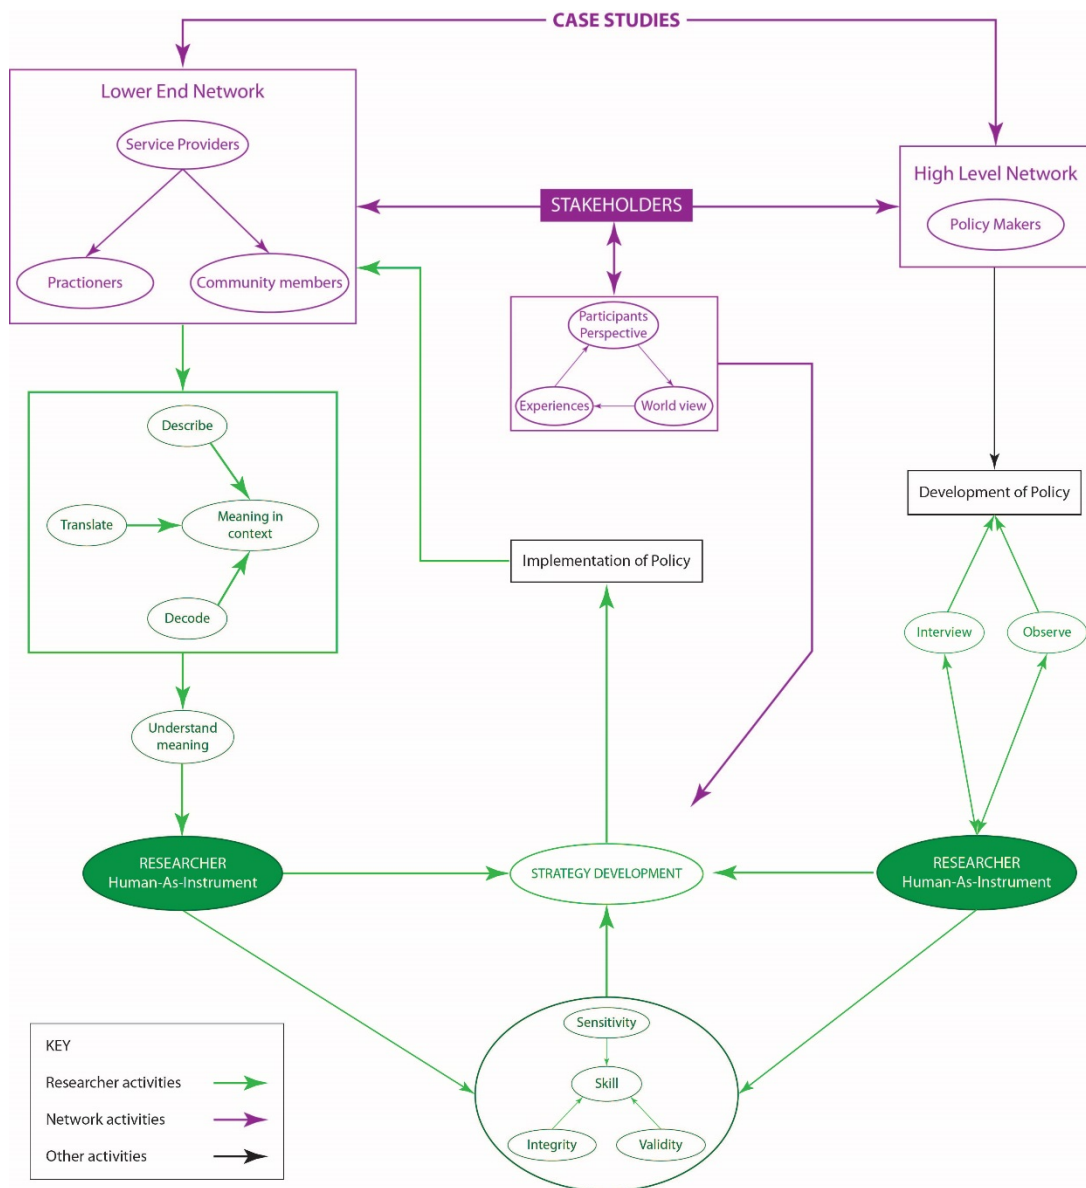 CASE STUDIES
Lower End Network
Service Providers
Practioners
Community members
STAKEHOLDERS
High Level Network
Policy Makers
Participants
Perspective
Experiences
World view
Describe
Translate
Meaning in
context
Decode
Implementation of Policy
Development of Policy
Interview
Observe
Understand
meaning
RESEARCHER
Human-As-Instrument
STRATEGY DEVELOPMENT
RESEARCHER
Human-As-Instrument
Sensitivity
Skill
Integrity
Validity
KEY
Researcher activities
Network activities
Other activities